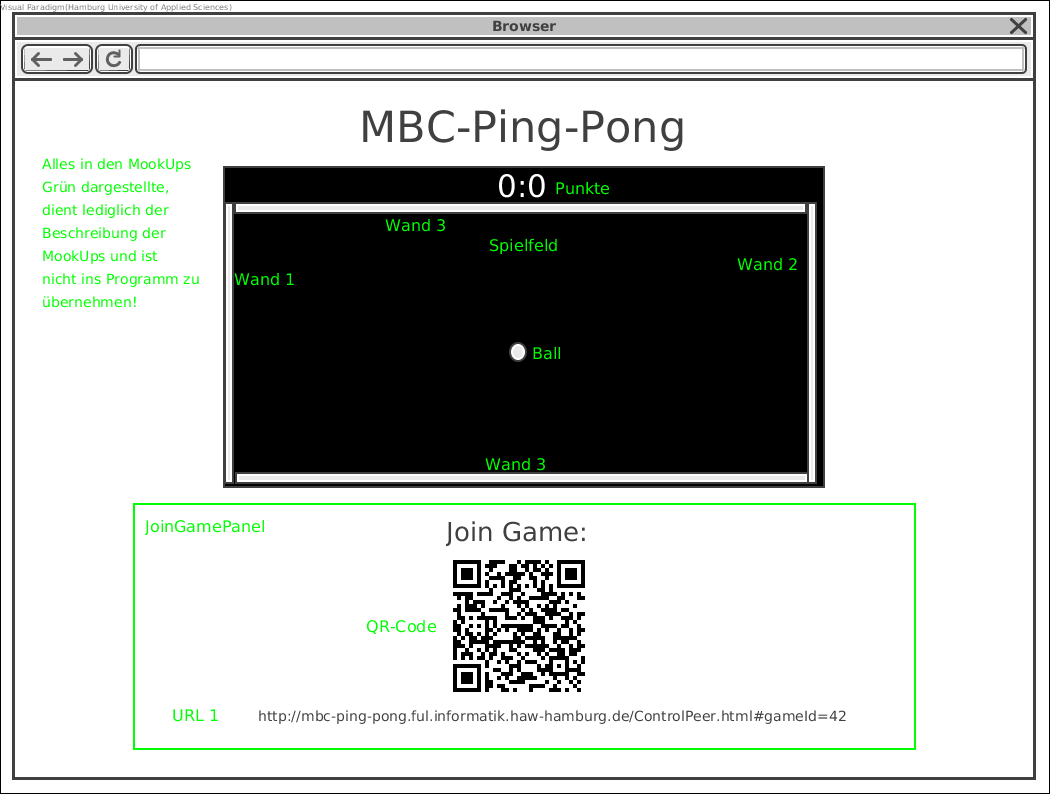 Visual Paradigm(Hamburg University of Applied Sciences)
Browser
MBC-Ping-Pong
Alles in den MookUps
Grün dargestellte,
dient lediglich der
Beschreibung der
MookUps und ist
nicht ins Programm zu
übernehmen!
0:0 Punkte
Wand 3
Spielfeld
Wand 2
Wand 1
Ball
Wand 3
JoinGamePanel
Join Game:
QR-Code
URL 1 http://mbc-ping-pong.ful.informatik.haw-hamburg.de/ControlPeer.html#gameId=42